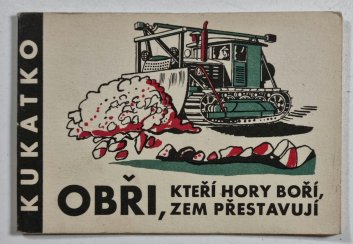 KUKÁTKO
OBŘI, KTEŘÍ HORY BOŘÍ,
ZEM PŘESTAVUJÍ